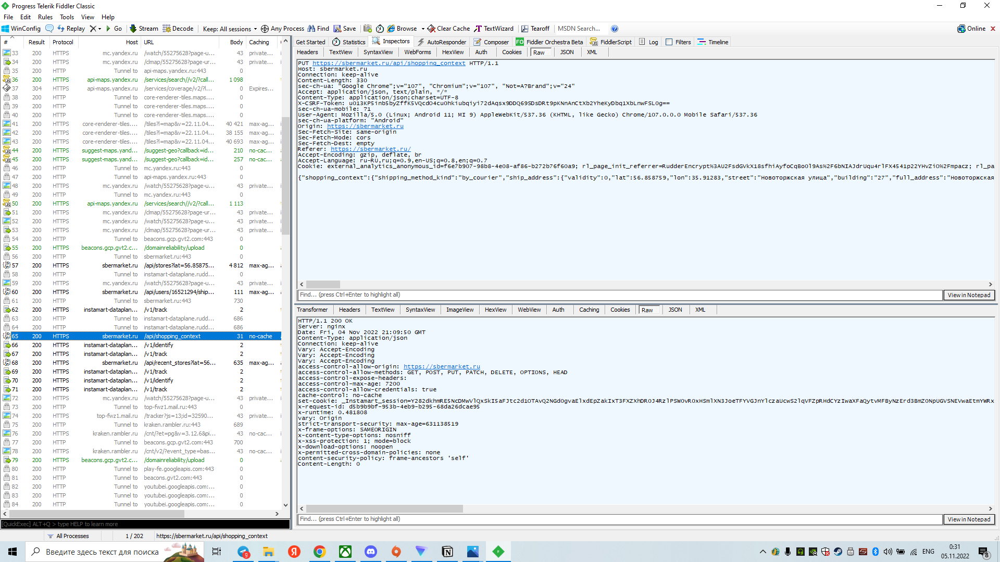 Progress Telerik Fiddler Classic
File Edit Rules Tools View Help
WinConfig Replay Go Stream Decode Keep: All sessions Any Process Find Save Browse Clear Cache TextWizard Tearoff MSDN Search... Online
# Result Protocol Host URL Body Caching
33 200 HTTPS mc.yandex.ru /watch/55275628?page-u... 43 private...
34 200 HTTPS mc.yandex.ru /clmap/55275628?page-u... 43 private...
35 200 HTTP Tunnel to api-maps.yandex.ru:443 0
36 200 HTTPS api-maps.yandex.ru /services/search//v2/?call... 1 098
37 304 HTTPS api-maps.yandex.ru /services/coverage/v2/?l... 0 Expires...
38 200 HTTP Tunnel to core-renderer-tiles.maps.... 0
39 200 HTTP Tunnel to core-renderer-tiles.maps.... 0
40 200 HTTP Tunnel to core-renderer-tiles.maps.... 0
41 200 HTTPS core-renderer-tiles.... /tiles?l=map&v=22.11.04... 40 421 max-ag...
42 200 HTTPS core-renderer-tiles.... /tiles?l=map&v=22.11.04... 38 155 max-ag...
43 200 HTTPS core-renderer-tiles.... /tiles?l=map&v=22.11.04... 40 693 max-ag...
44 200 HTTPS suggest-maps.yand... /suggest-geo?callback=id... 210 no-cac...
45 200 HTTPS suggest-maps.yand... /suggest-geo?callback=id... 257 no-cac...
46 200 HTTP Tunnel to mc.yandex.ru:443 0
47 200 HTTP Tunnel to api-maps.yandex.ru:443 0
48 200 HTTPS mc.yandex.ru /watch/55275628?page-u... 43 private...
49 200 HTTP Tunnel to mc.yandex.ru:443 0
50 200 HTTPS api-maps.yandex.ru /services/search//v2/?call... 1 113
51 200 HTTPS mc.yandex.ru /clmap/55275628?page-ur... 43 private...
52 200 HTTPS mc.yandex.ru /watch/55275628?page-u... 43 private...
53 200 HTTPS mc.yandex.ru /clmap/55275628?page-ur... 43 private...
54 200 HTTP Tunnel to beacons.gcp.gvt2.com:443 0
55 200 HTTPS beacons.gcp.gvt2.c... /domainreliability/upload 0
56 200 HTTP Tunnel to sbermarket.ru:443 0
57 200 HTTPS sbermarket.ru /api/stores?lat=56.85875... 4 812 max-ag...
58 200 HTTP Tunnel to instamart-dataplane.rudd... 0
59 200 HTTPS mc.yandex.ru /watch/55275628?page-u... 43 private...
60 200 HTTPS sbermarket.ru /api/users/16521294/ship... 111 max-ag...
61 200 HTTP Tunnel to sbermarket.ru:443 730
62 200 HTTPS instamart-dataplan... /v1/track 2
63 200 HTTP Tunnel to instamart-dataplane.rudd... 686
64 200 HTTP Tunnel to instamart-dataplane.rudd... 686
65 200 HTTPS sbermarket.ru /api/shopping_context 31 no-cache
66 200 HTTPS instamart-dataplan... /v1/identify 2
67 200 HTTPS instamart-dataplan... /v1/track 2
68 200 HTTPS sbermarket.ru /api/recent_stores?lat=56... 635 max-ag...
69 200 HTTPS instamart-dataplan... /v1/track 2
70 200 HTTPS instamart-dataplan... /v1/identify 2
71 200 HTTPS instamart-dataplan... /v1/track 2
72 200 HTTPS mc.yandex.ru /watch/55275628?page-u... 43 private...
73 200 HTTP Tunnel to top-fwz1.mail.ru:443 0
74 200 HTTPS top-fwz1.mail.ru /tracker?js=13;id=32590... 43 private...
75 200 HTTP Tunnel to kraken.rambler.ru:443 689
76 200 HTTPS kraken.rambler.ru /cnt/?et=pg&v=3.12.6&pi... 43 no-cac...
77 200 HTTP Tunnel to beacons.gcp.gvt2.com:443 700
78 200 HTTPS kraken.rambler.ru /cnt/v2/?event_type=bas... 43 no-cac...
79 200 HTTPS beacons.gcp.gvt2.c... /domainreliability/upload 0
80 200 HTTP Tunnel to play-fe.googleapis.com:443 0
81 200 HTTP Tunnel to beacons.gvt2.com:443 0
82 200 HTTP Tunnel to youtubei.googleapis.com:... 0
83 200 HTTP Tunnel to youtubei.googleapis.com:... 0
84 200 HTTP Tunnel to youtubei.googleapis.com:... 0
[QuickExec] ALT+Q > type HELP to learn more
All Processes 1 / 202 https://sbermarket.ru/api/shopping_context
Get Started Statistics Inspectors AutoResponder Composer FO Fiddler Orchestra Beta FiddlerScript Log Filters Timeline
Headers TextView SyntaxView WebForms HexView Auth Cookies Raw JSON XML
PUT https://sbermarket.ru/api/shopping_context HTTP/1.1
Host: sbermarket.ru
Connection: keep-alive
Content-Length: 330
sec-ch-ua: "Google Chrome";v="107", "Chromium";v="107", "Not=A?Brand";v="24"
Accept: application/json, text/plain, */*
Content-Type: application/json;charset=UTF-8
X-CSRF-Token:
sec-ch-ua-mobile: ?1
User-Agent: Mozilla/5.0 (Linux; Android 11; MI 9) AppleWebKit/537.36 (KHTML, like Gecko) Chrome/107.0.0.0 Mobile Safari/537.36
sec-ch-ua-platform: "Android"
Origin: https://sbermarket.ru
Sec-Fetch-Site: same-origin
Sec-Fetch-Mode: cors
Sec-Fetch-Dest: empty
Referer: https://sbermarket.ru/
Accept-Encoding: gzip, deflate, br
Accept-Language: ru-RU,ru;q=0.9,en-US;q=0.8,en;q=0.7
Cookie: external_analytics_anonymous_id=f6e7b907-98b8-4e08-af86-b272b76f60a9; rl_pa
{"shopping_context":{"shipping_method_kind":"by_courier","ship_address":{"validity":0,"lat":56.858759,"lon":35.91283,"street":"Новоторжская улица","building":"27","full_address":"Новоторжская
Find... (press Ctrl+Enter to highlight all) View in Notepad
Transformer Headers TextView SyntaxView ImageView HexView WebView Auth Caching Cookies Raw JSON XML
HTTP/1.1 200 OK
Server: nginx
Date: Fri, 04 Nov 2022 21:09:50 GMT
Content-Type: application/json
Connection: keep-alive
Vary: Accept-Encoding
Vary: Accept-Encoding
Vary: Accept-Encoding
access-control-allow-origin: https://sbermarket.ru
access-control-allow-methods: GET, POST, PUT, PATCH, DELETE, OPTIONS, HEAD
access-control-expose-headers:
access-control-max-age: 7200
access-control-allow-credentials: true
cache-control: no-cache
set-cookie:
x-request-id: d5b9b9bf-953b-4eb9-b295-68da26dcae95
x-runtime: 0.481808
vary: Origin
strict-transport-security: max-age=631138519
x-frame-options: SAMEORIGIN
x-content-type-options: nosniff
x-xss-protection: 1; mode=block
x-download-options: noopen
x-permitted-cross-domain-policies: none
content-security-policy: frame-ancestors 'self'
Content-Length: 0
Find... (press Ctrl+Enter to highlight all) View in Notepad
Введите здесь текст для поиска
9
ENG
0:31
05.11.2022
8